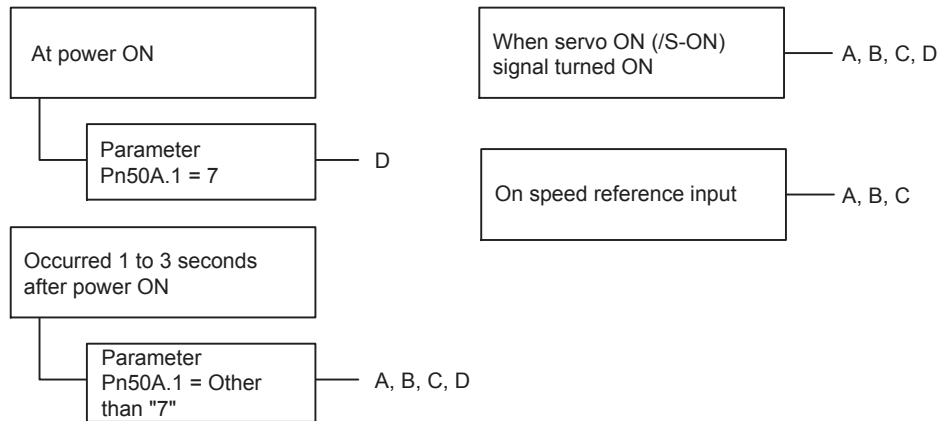 At power ON
Parameter
Pn50A.1 = 7
D
Occurred 1 to 3 seconds
after power ON
Parameter
Pn50A.1 = Other
than "7"
A, B, C, D
When servo ON (/S-ON)
signal turned ON
A, B, C, D
On speed reference input
A, B, C